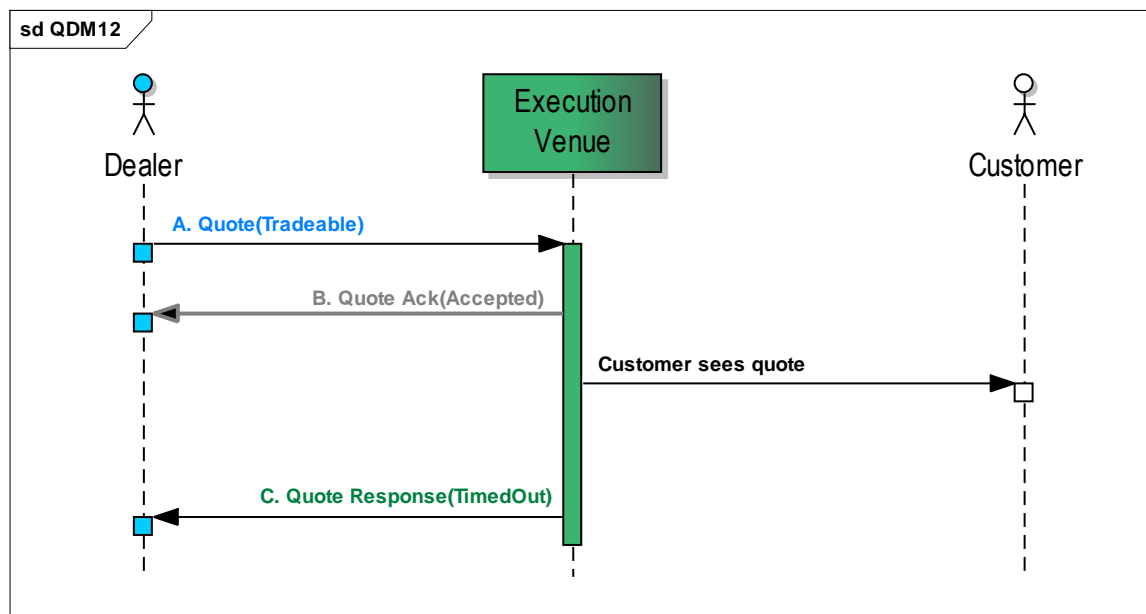 sd QDM12
Execution
Venue
Dealer
Customer
A. Quote(Tradeable)
B. Quote Ack(Accepted)
Customer sees quote
C. Quote Response(TimedOut)